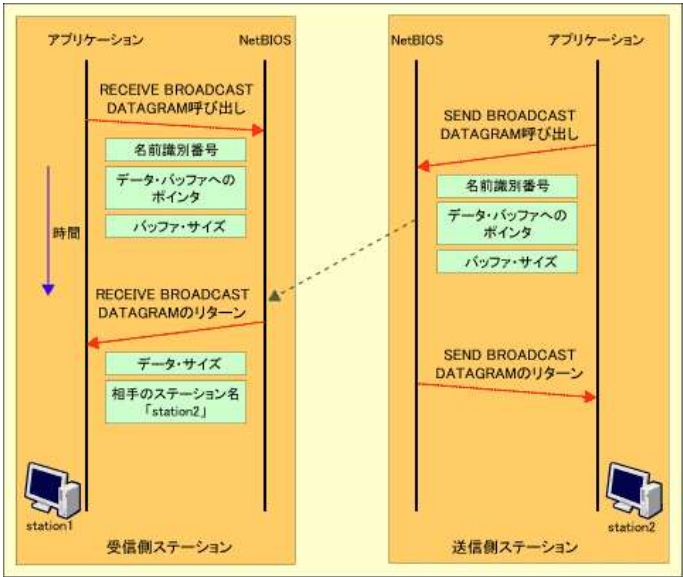 アプリケーション
NetBIOS
RECEIVE BROADCAST
DATAGRAM呼び出し
名前識別番号
データ・バッファへの
ポインタ
バッファ・サイズ
時間
RECEIVE BROADCAST
DATAGRAMのリターン
データ・サイズ
相手のステーション名
「station2」
station1
受信側ステーション
NetBIOS
アプリケーション
SEND BROADCAST
DATAGRAM呼び出し
名前識別番号
データ・バッファへの
ポインタ
バッファ・サイズ
SEND BROADCAST
DATAGRAMのリターン
station2
送信側ステーション